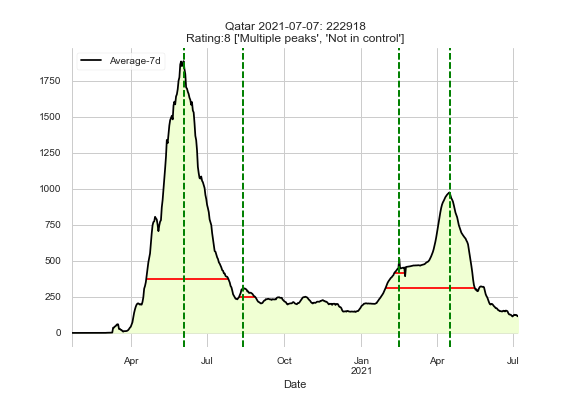 Qatar 2021-07-07: 222918
Rating:8 ['Multiple peaks', 'Not in control']
Average-7d
1750
1500
1250
1000
750
500
250
0
Apr
Jul
Oct
Jan
2021
Apr
Jul
Date